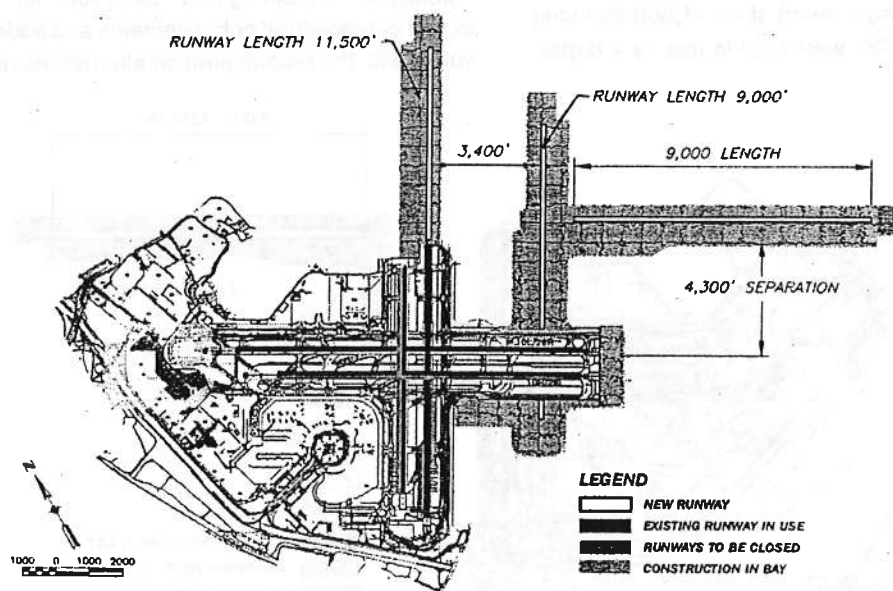 RUNWAY LENGTH 11,500'
RUNWAY LENGTH 9,000'
3,400'
9,000 LENGTH
4,300' SEPARATION
LEGEND
NEW RUNWAY
EXISTING RUNWAY IN USE
RUNWAYS TO BE CLOSED
CONSTRUCTION IN BAY
Z
1000 0 1000 2000